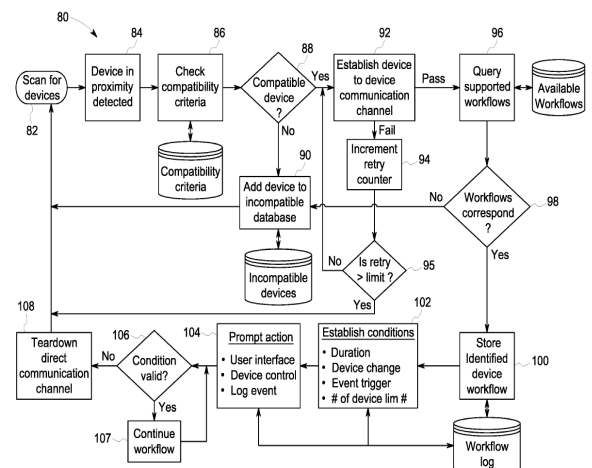 80
84
86
88
92
96
Scan for
devices
82
Device in
proximity
detected
Check
compatibility
criteria
Compatible
device
?
Yes
No
Establish device
to device
communication
channel
Pass
Fail
Query
supported
workflows
Available
Workflows
Compatibility
criteria
90
Add device to
incompatible
database
Increment
retry
counter
94
No
Workflows
correspond
?
98
Yes
Incompatible
devices
No
Is retry
> limit ?
95
Yes
108
Teardown
direct
communication
channel
No
106
Condition
valid?
Yes
107
Continue
workflow
104
Prompt action
• User interface
• Device control
• Log event
102
Establish conditions
• Duration
• Device change
• Event trigger
• # of device lim #
Store
Identified
device
workflow
100
Workflow
log